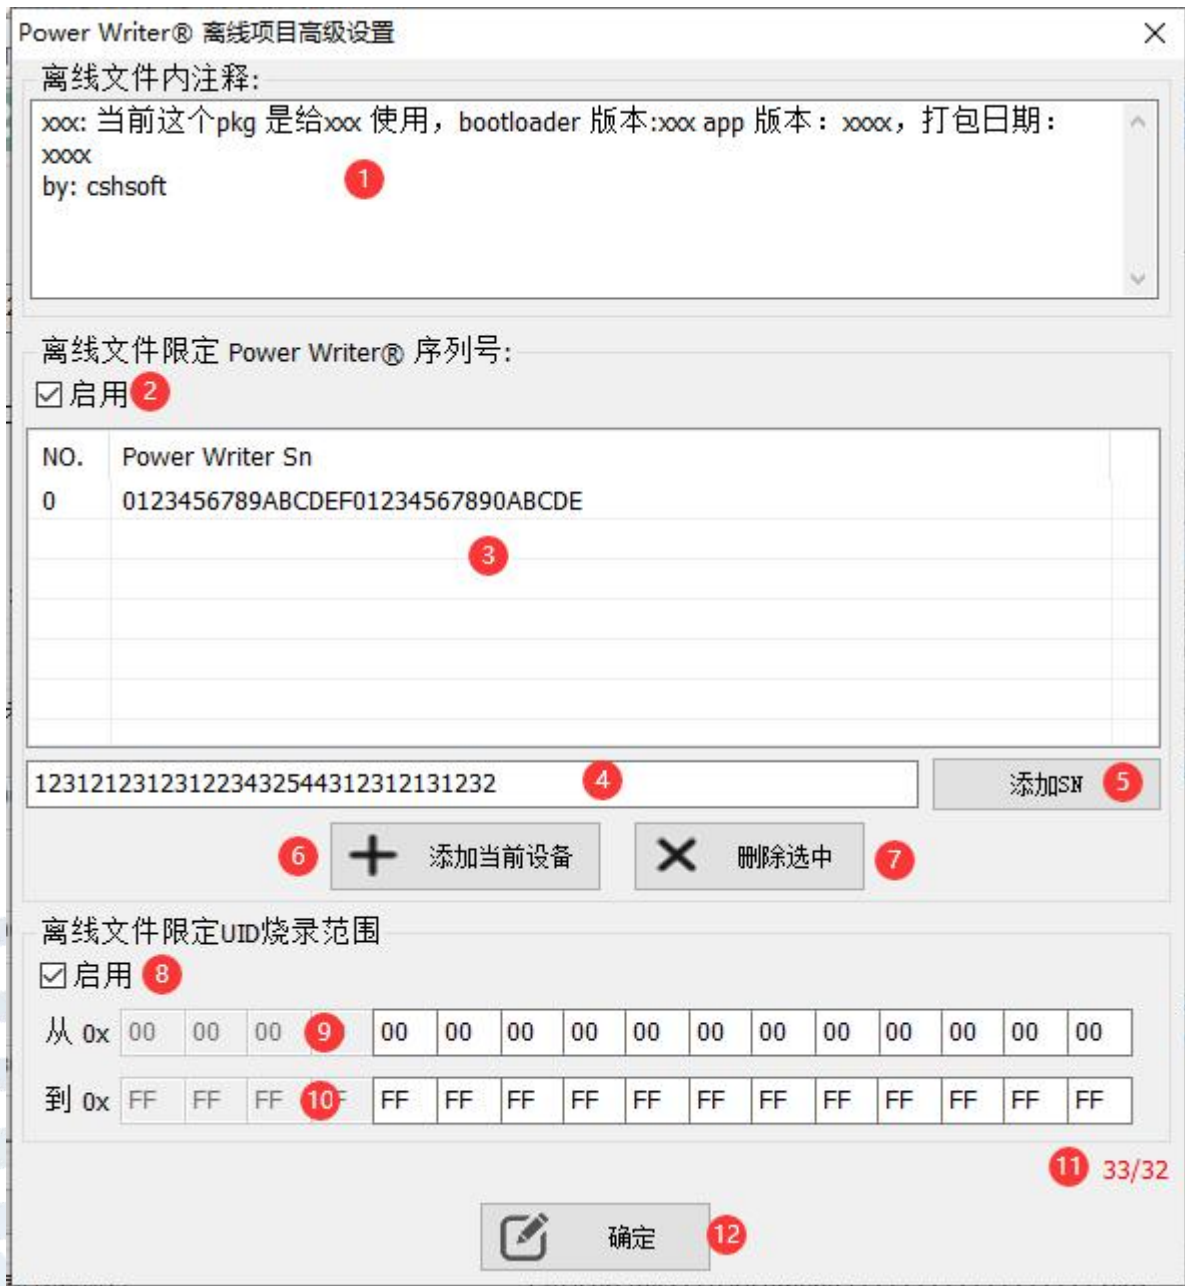 Power Writer® 离线项目高级设置
离线文件内注释:
xxx: 当前这个pkg 是给xxx 使用，bootloader 版本:xxx app 版本： xxxx，打包日期：
xxxx
by: cshsoft
1
离线文件限定 Power Writer® 序列号:
启用 2
NO. Power Writer Sn
0 0123456789ABCDEF01234567890ABCDE
3
123121231231223432544312312131232 4 添加SN 5
6 添加当前设备 删除选中 7
离线文件限定UID烧录范围
启用 8
从 0x 00 00 00 9 00 00 00 00 00 00 00 00 00 00 00 00
到 0x FF FF FF 10 FF FF FF FF FF FF FF FF FF FF FF FF
11 33/32
确定 12